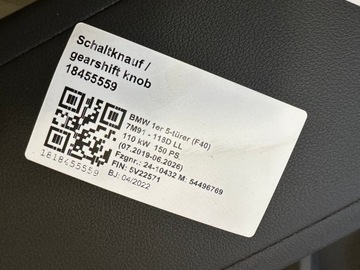 Schaltknauf /
gearshift knob
18455559
BMW 1er 5-türer (F40)
7M91 - 118D LL
110 kW 150 PS
(07.2019-06.2026)
Fzgnr.: 24-10432 M: 54496769
FIN: 5V22571
BJ: 04/2022
1818455559